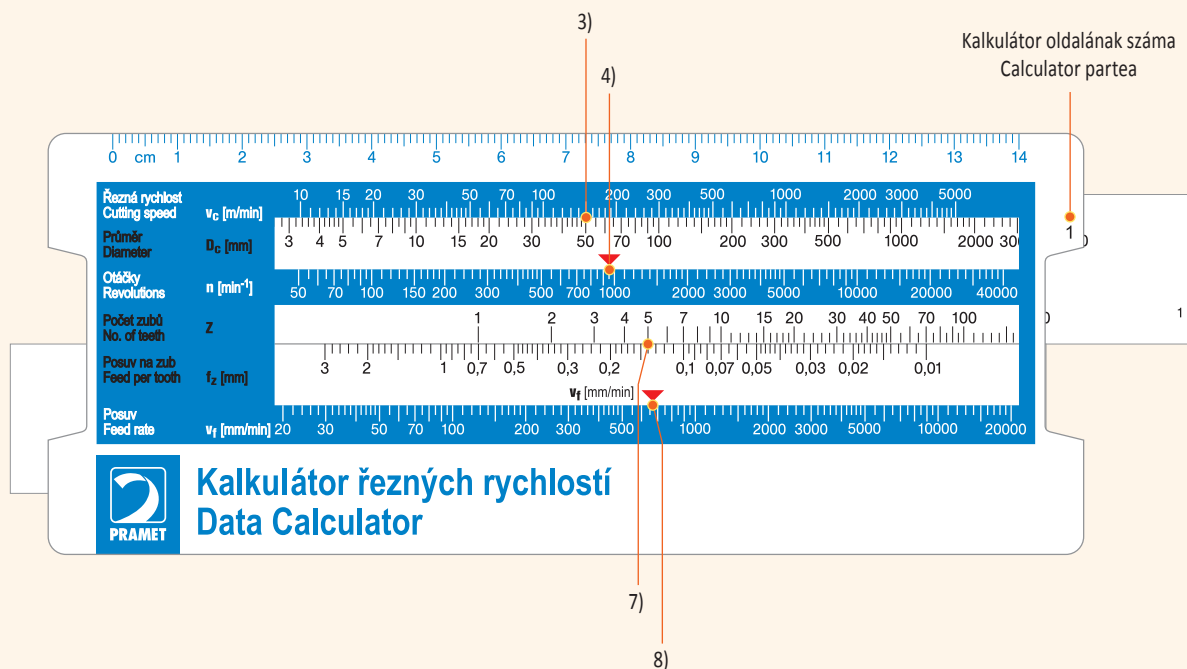 3)
4)
Kalkulátor oldalának száma
Calculator partea
0 cm 1 2 3 4 5 6 7 8 9 10 11 12 13 14
Řezná rychlost
Cutting speed vc [m/min]
10 15 20 30 50 70 100 200 300 500 1000 2000 3000 5000
Průměr
Diameter Dc [mm]
3 4 5 7 10 15 20 30 50 70 100 200 300 500 1000 2000
1
Otáčky
Revolutions n [min-1]
50 70 100 150 200 300 500 700 1000 2000 3000 5000 10000 20000 40000
Počet zubů
No. of teeth Z
1 2 3 4 5 7 10 15 20 30 40 50 70 100
1
Posuv na zub
Feed per tooth fz [mm]
3 2 1 0,7 0,5 0,3 0,2 0,1 0,07 0,05 0,03 0,02 0,01
vf [mm/min]
Posuv
Feed rate vf [mm/min]
20 30 50 70 100 200 300 500 1000 2000 3000 5000 10000 20000
PRAMET
Kalkulátor řezných rychlostí
Data Calculator
7)
8)